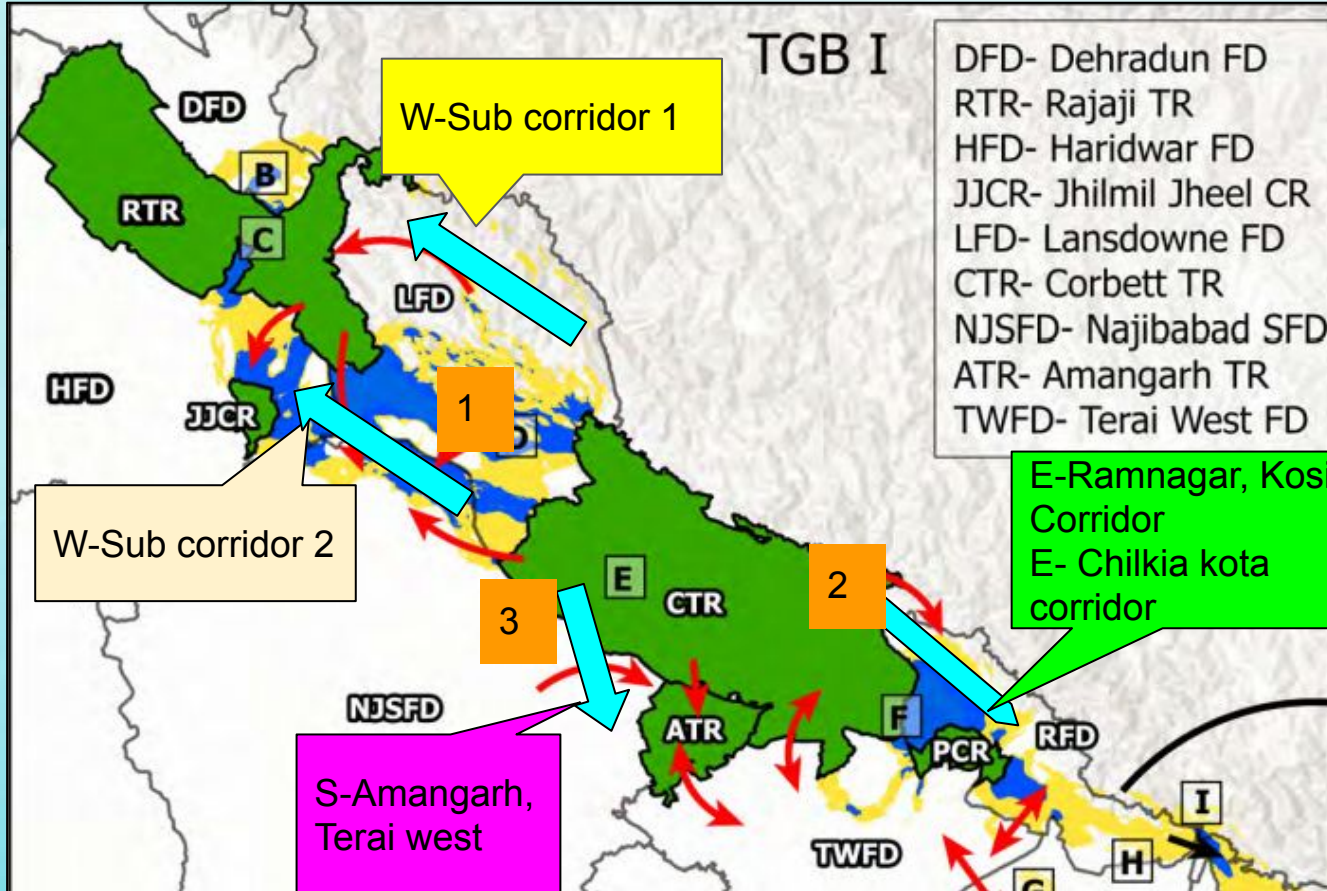 TGB I
DFD- Dehradun FD
RTR- Rajaji TR
HFD- Haridwar FD
JJCR- Jhilmil Jheel CR
LFD- Lansdowne FD
CTR- Corbett TR
NJSFD- Najibabad SFD
ATR- Amangarh TR
TWFD- Terai West FD
DFD
W-Sub corridor 1
B
RTR
C
LFD
HFD
JJCR
1
D
W-Sub corridor 2
E-Ramnagar, Kosi
Corridor
E- Chilkia kota
corridor
E
CTR
2
3
NJSFD
ATR
F
PCR
RFD
S-Amangarh,
Terai west
TWFD
I
H
G